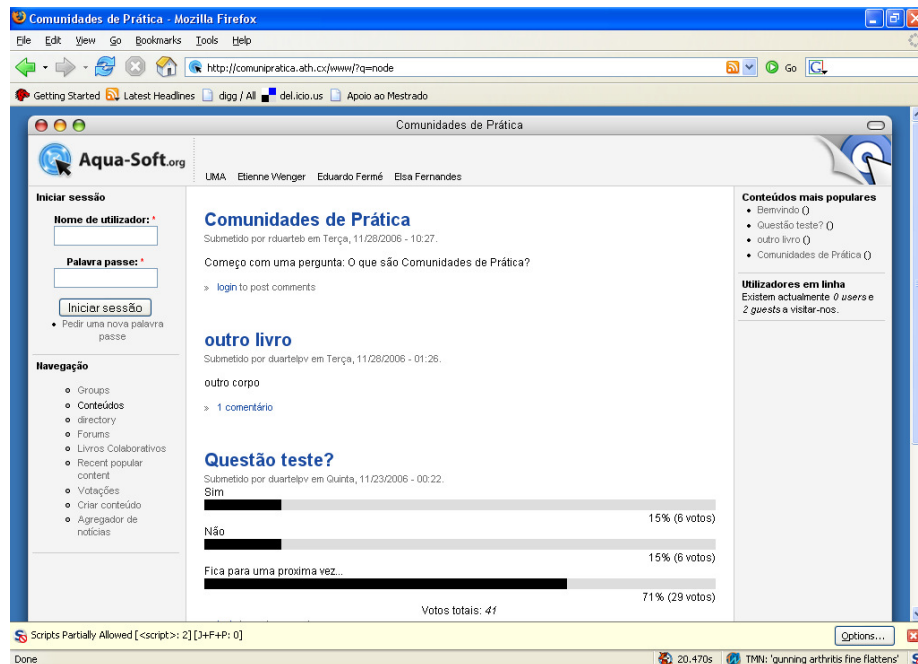 Comunidades de Prática - Mozilla Firefox
File Edit View Go Bookmarks Tools Help
http://comunipratica.ath.cx/www/?q=node
Go
G
Getting Started Latest Headlines digg / All del.icio.us Apoio ao Mestrado
Comunidades de Prática
Aqua-Soft.org
UMA Etienne Wenger Eduardo Fermé Elsa Fernandes
Iniciar sessão
Nome de utilizador: *
Palavra passe: *
Iniciar sessão
Pedir uma nova palavra
passe
Navegação
Groups
Conteúdos
directory
Forums
Livros Colaborativos
Recent popular
content
Votações
Criar conteúdo
Agregador de
notícias
Comunidades de Prática
Submetido por rduarteb em Terça, 11/28/2006 - 10:27.
Começo com uma pergunta: O que são Comunidades de Prática?
» login to post comments
outro livro
Submetido por duartelpv em Terça, 11/28/2006 - 01:26.
outro corpo
» 1 comentário
Questão teste?
Submetido por duartelpv em Quinta, 11/23/2006 - 00:22.
Sim
15% (6 votos)
Não
15% (6 votos)
Fica para uma proxima vez...
71% (29 votos)
Votos totais: 41
Conteúdos mais populares
Bemvindo ()
Questão teste? ()
outro livro ()
Comunidades de Prática ()
Utilizadores em linha
Existem actualmente 0 users e
2 guests a visitar-nos.
Scripts Partially Allowed [<script>: 2] [J+F+P: 0]
Options...
Done
20.470s
TMN: 'gunning arthritis fine flattens'